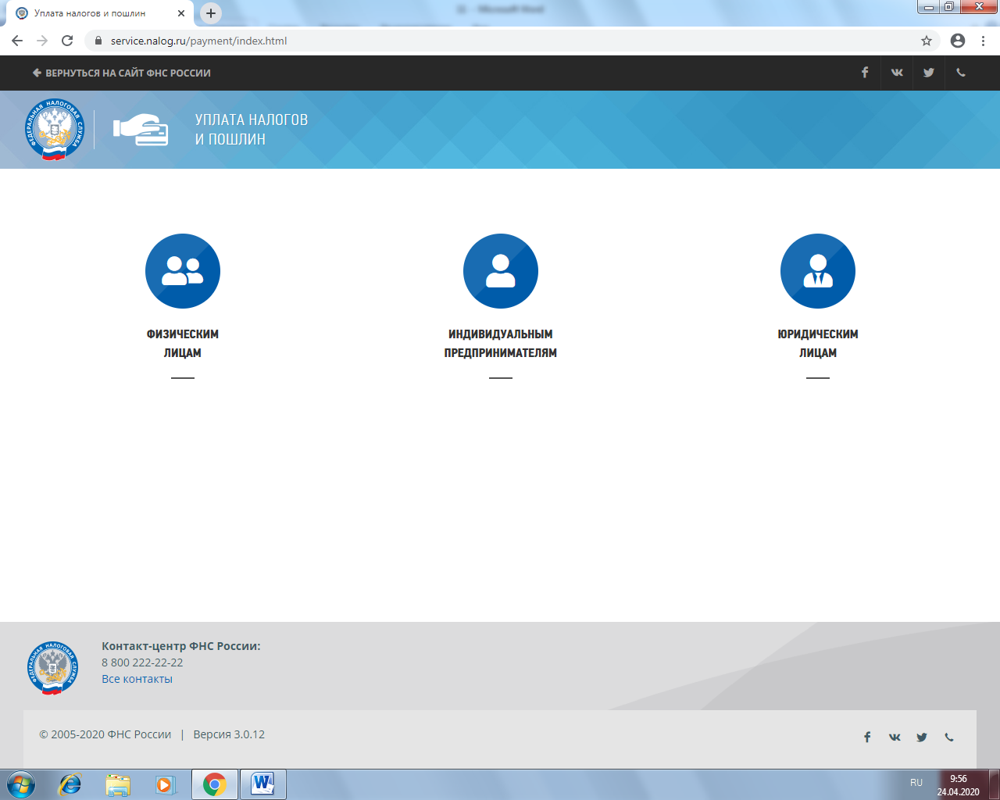 Уплата налогов и пошлин
service.nalog.ru/payment/index.html
ВЕРНУТЬСЯ НА САЙТ ФНС РОССИИ
ФЕДЕРАЛЬНАЯ НАЛОГОВАЯ СЛУЖБА
УПЛАТА НАЛОГОВ
И ПОШЛИН
ФИЗИЧЕСКИМ
ЛИЦАМ
ИНДИВИДУАЛЬНЫМ
ПРЕДПРИНИМАТЕЛЯМ
ЮРИДИЧЕСКИМ
ЛИЦАМ
ФЕДЕРАЛЬНАЯ НАЛОГОВАЯ СЛУЖБА
Контакт-центр ФНС России:
8 800 222-22-22
Все контакты
© 2005-2020 ФНС России | Версия 3.0.12
RU
9:56
24.04.2020